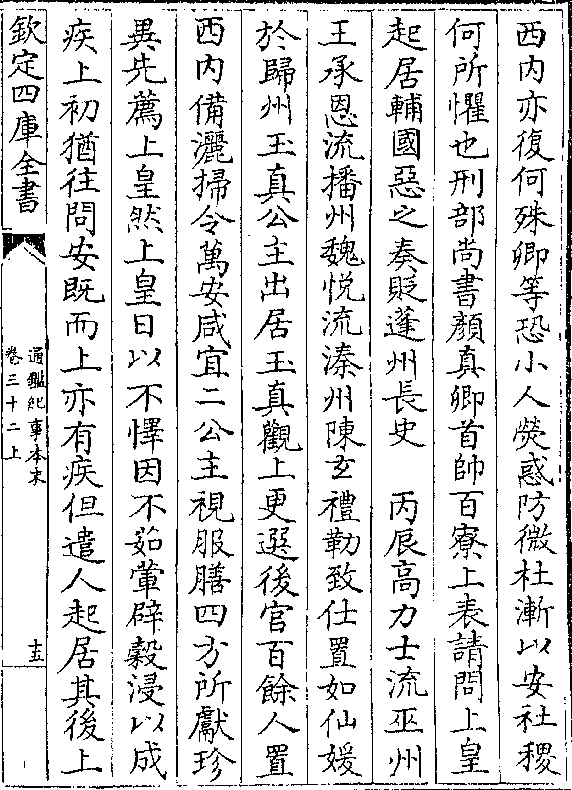 西内亦復何殊卿等恐小人熒惑防微杜漸以安社稷
何所懼也刑部尚書顔真卿首帥百寮上表請問上皇
起居輔國惡之奏貶蓬州長史　丙辰高力士流巫州
王承恩流播州魏悦流溱州陳玄禮勒致仕置如仙媛
於歸州玉真公主出居玉真觀上更選後宫百餘人置
西内備灑掃令萬安咸宜二公主視服膳四方所獻珍
異先薦上皇然上皇日以不懌因不茹葷辟穀浸以成
疾上初猶往問安既而上亦有疾但遣人起居其後上
欽定四庫全書
通鑑紀事本末
卷三十二上
十五